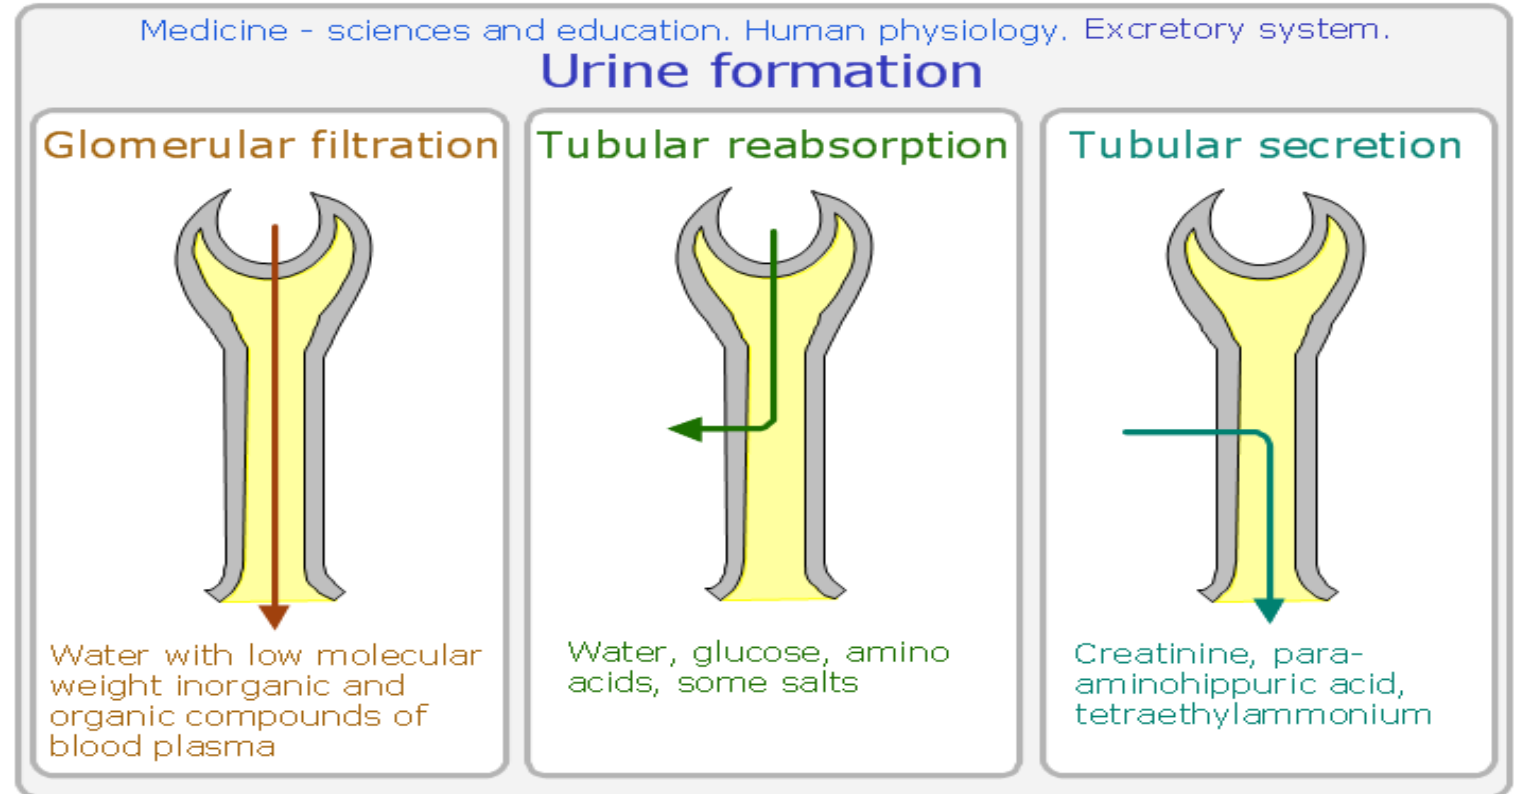 Medicine - sciences and education. Human physiology. Excretory system.
Urine formation
Glomerular filtration
Water with low molecular
weight inorganic and
organic compounds of
blood plasma
Tubular reabsorption
Water, glucose, amino
acids, some salts
Tubular secretion
Creatinine, para-
aminohippuric acid,
tetraethylammonium